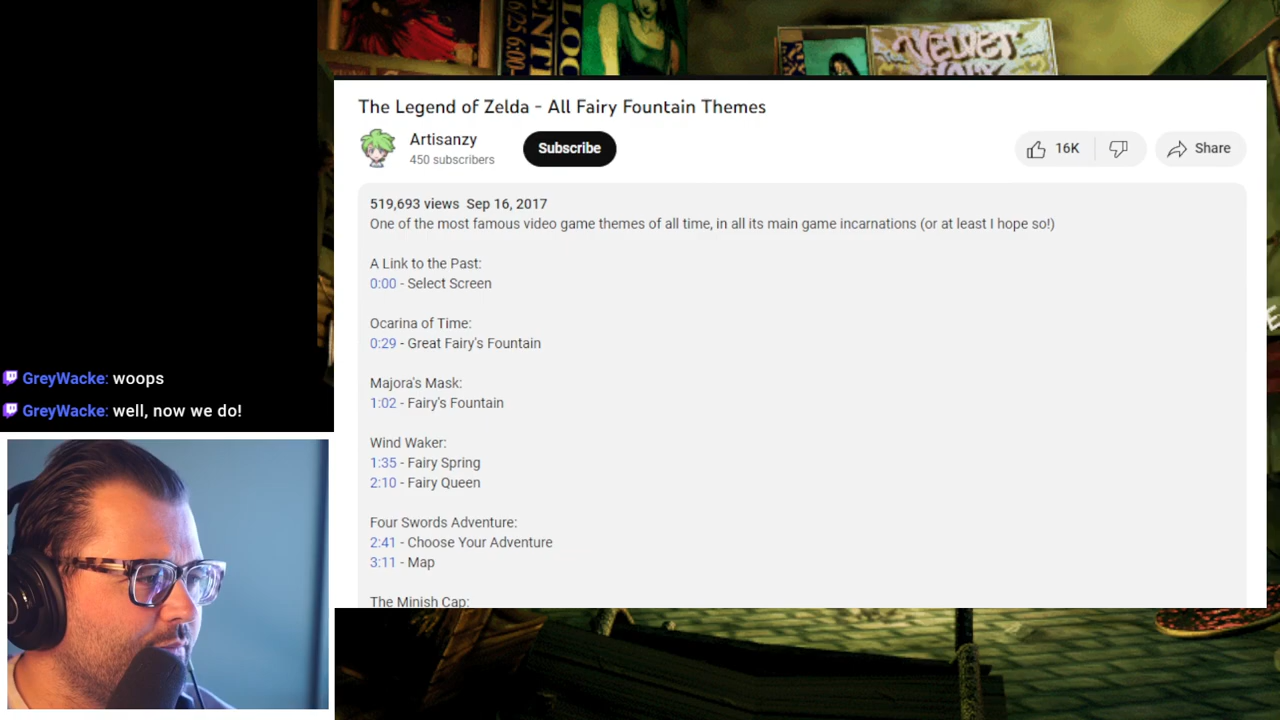 The Legend of Zelda - All Fairy Fountain Themes
Artisanzy
450 subscribers
Subscribe
16K
Share
519,693 views Sep 16, 2017
One of the most famous video game themes of all time, in all its main game incarnations (or at least I hope so!)
A Link to the Past:
0:00 - Select Screen
Ocarina of Time:
0:29 - Great Fairy's Fountain
Majora's Mask:
1:02 - Fairy's Fountain
Wind Waker:
1:35 - Fairy Spring
2:10 - Fairy Queen
Four Swords Adventure:
2:41 - Choose Your Adventure
3:11 - Map
The Minish Cap:
GreyWacke: woops
GreyWacke: well, now we do!